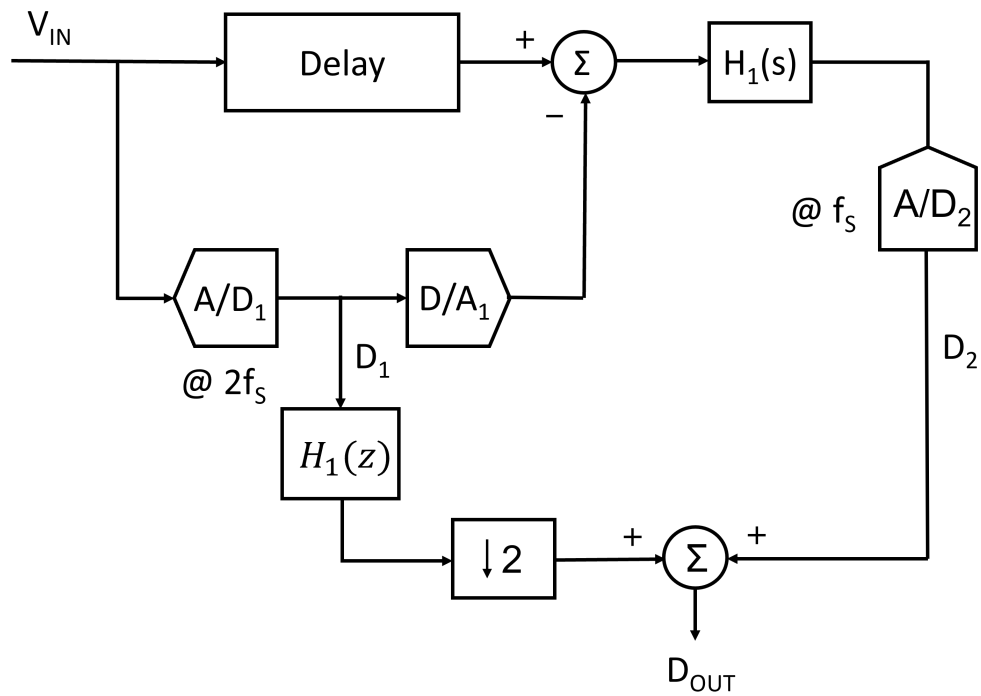 V_IN
Delay
+
Σ
−
H_1(s)
@ f_S
A/D_2
A/D_1
D/A_1
@ 2f_S
D_1
D_2
H_1(z)
↓ 2
+
Σ
+
D_OUT